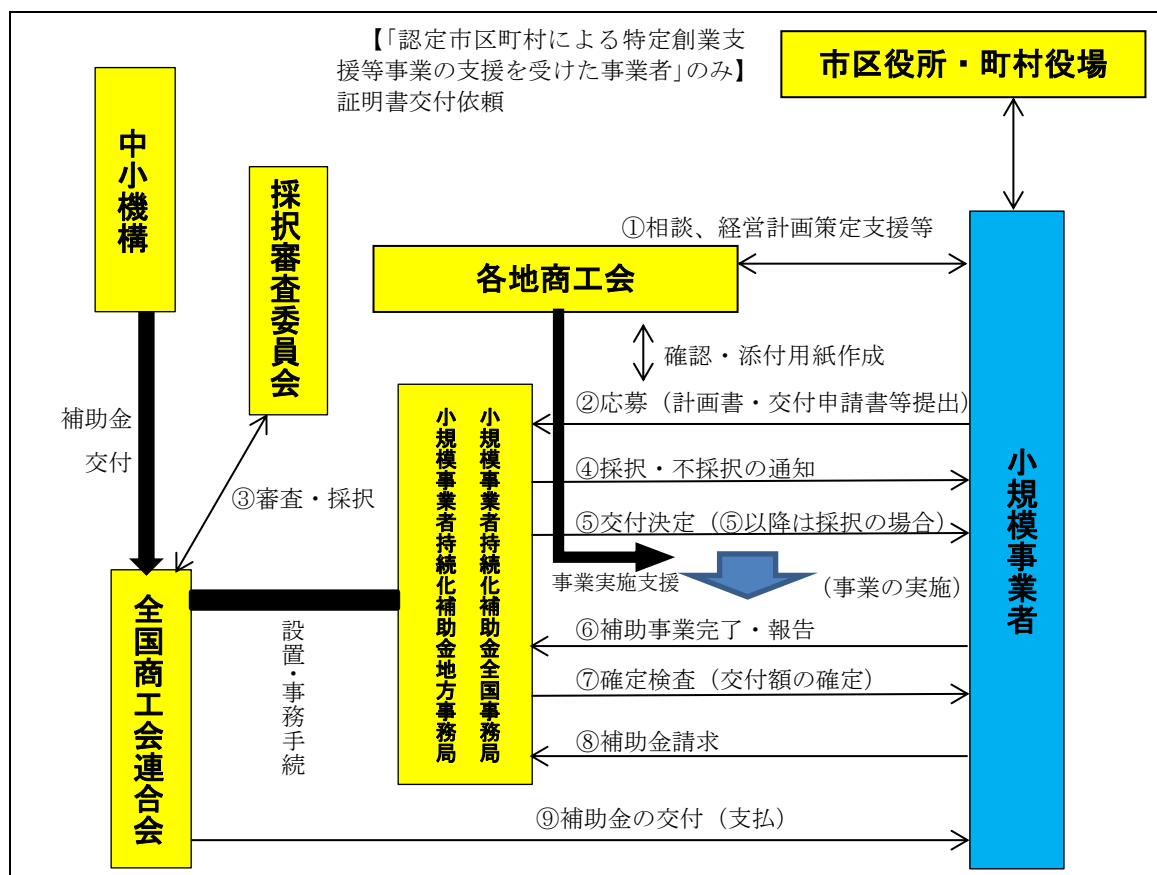 【「認定市区町村による特定創業支
援等事業の支援を受けた事業者」のみ】
証明書交付依頼
市区役所・町村役場
中小機構
採択審査委員会
①相談、経営計画策定支援等
各地商工会
確認・添付用紙作成
補助金
交付
②応募（計画書・交付申請書等提出）
③審査・採択
④採択・不採択の通知
⑤交付決定（⑤以降は採択の場合）
事業実施支援
（事業の実施）
小規模事業者持続化補助金全国事務局
小規模事業者持続化補助金地方事務局
小規模事業者
全国商工会連合会
設置・事務手続
⑥補助事業完了・報告
⑦確定検査（交付額の確定）
⑧補助金請求
⑨補助金の交付（支払）